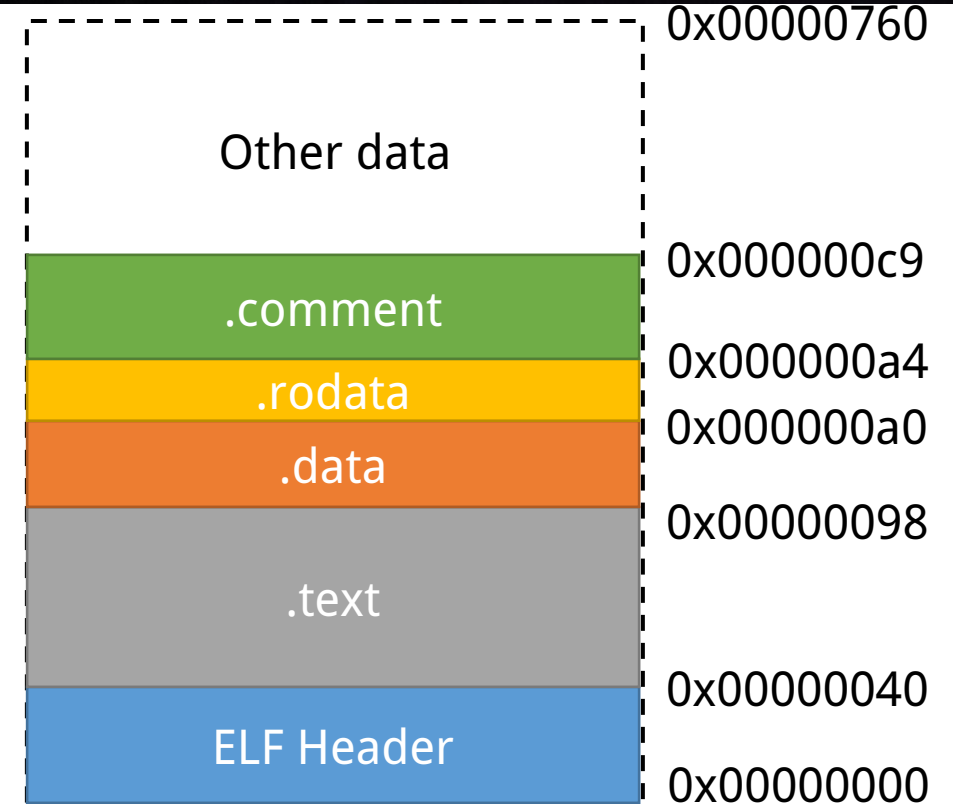 0x00000760
Other data
0x000000c9
.comment
0x000000a4
.rodata
0x000000a0
.data
0x00000098
.text
0x00000040
ELF Header
0x00000000